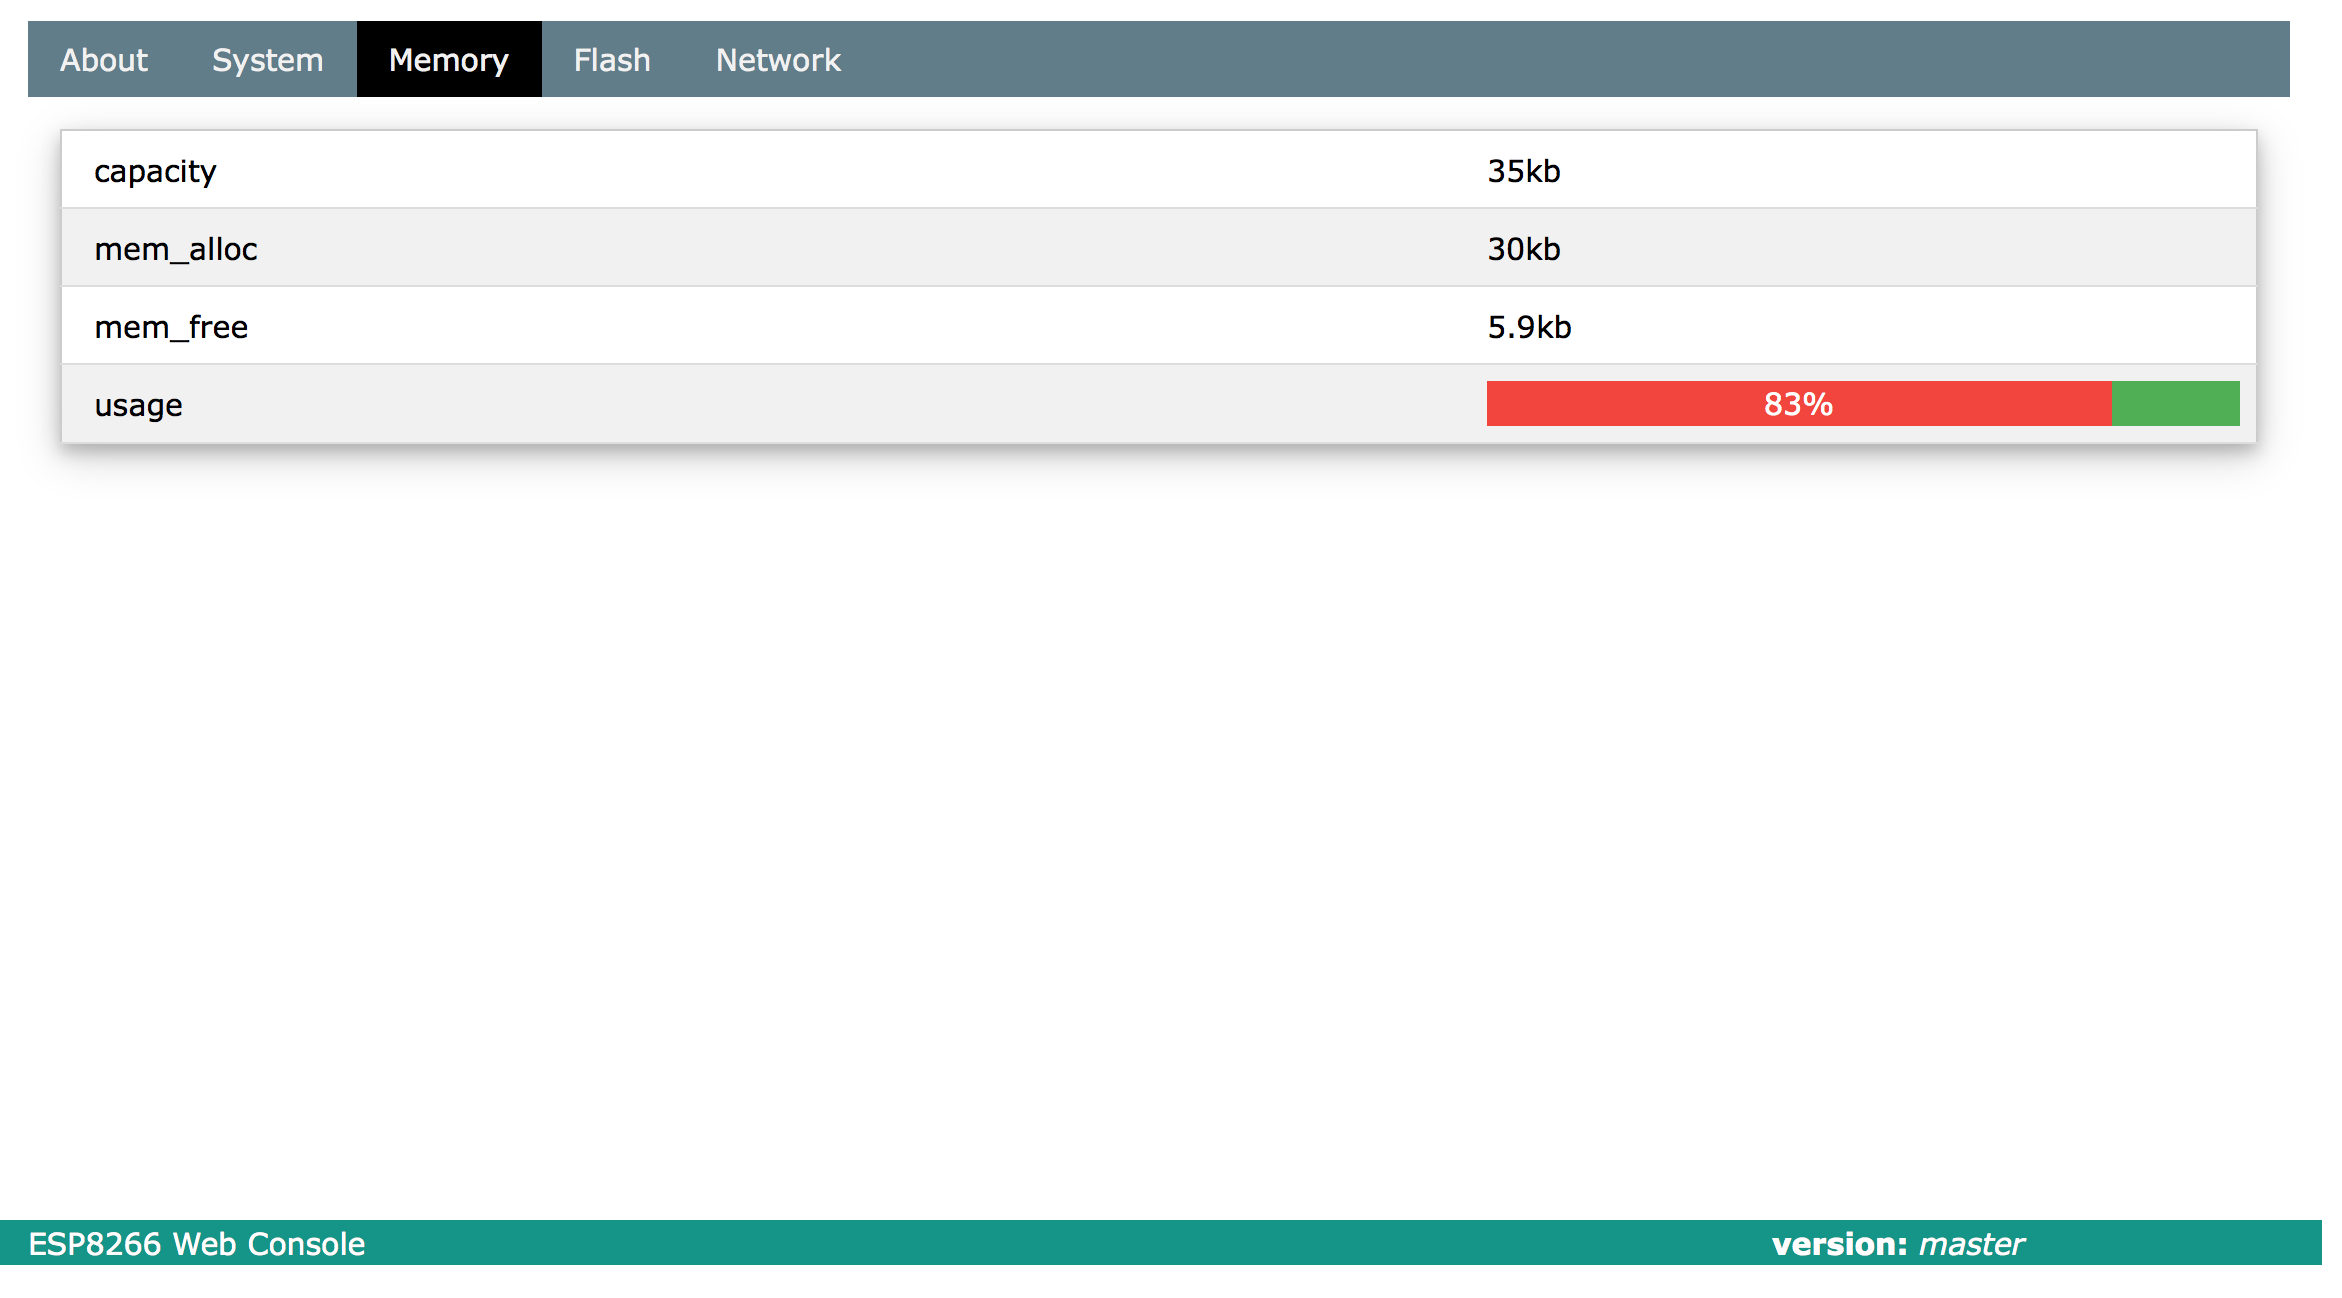 About System Memory Flash Network
capacity 35kb
mem_alloc 30kb
mem_free 5.9kb
usage 83%
ESP8266 Web Console version: master